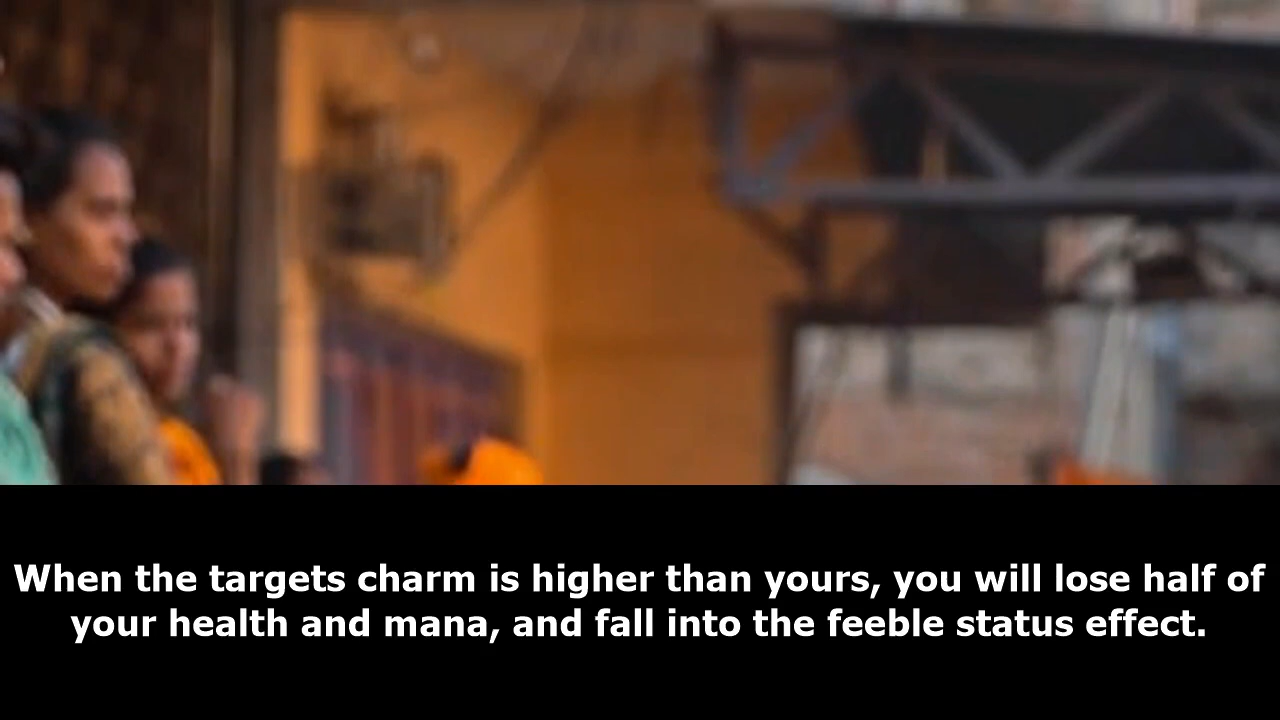 When the targets charm is higher than yours, you will lose half of
your health and mana, and fall into the feeble status effect.